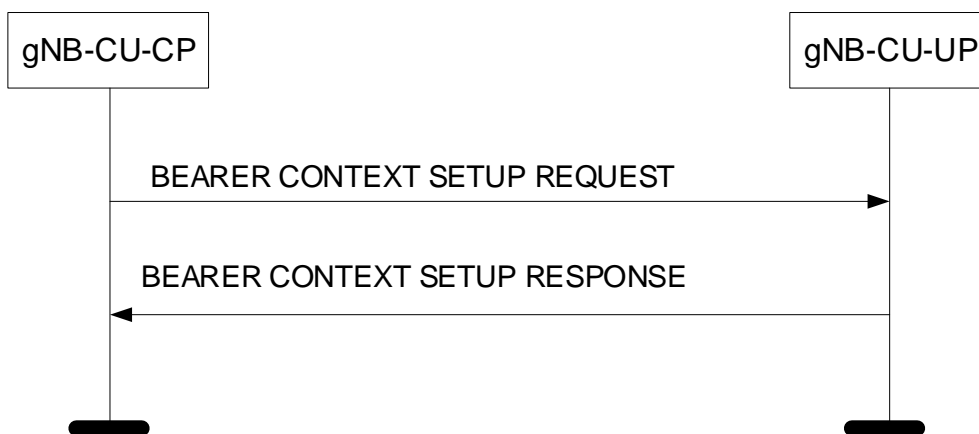 gNB-CU-CP
gNB-CU-UP
BEARER CONTEXT SETUP REQUEST
BEARER CONTEXT SETUP RESPONSE